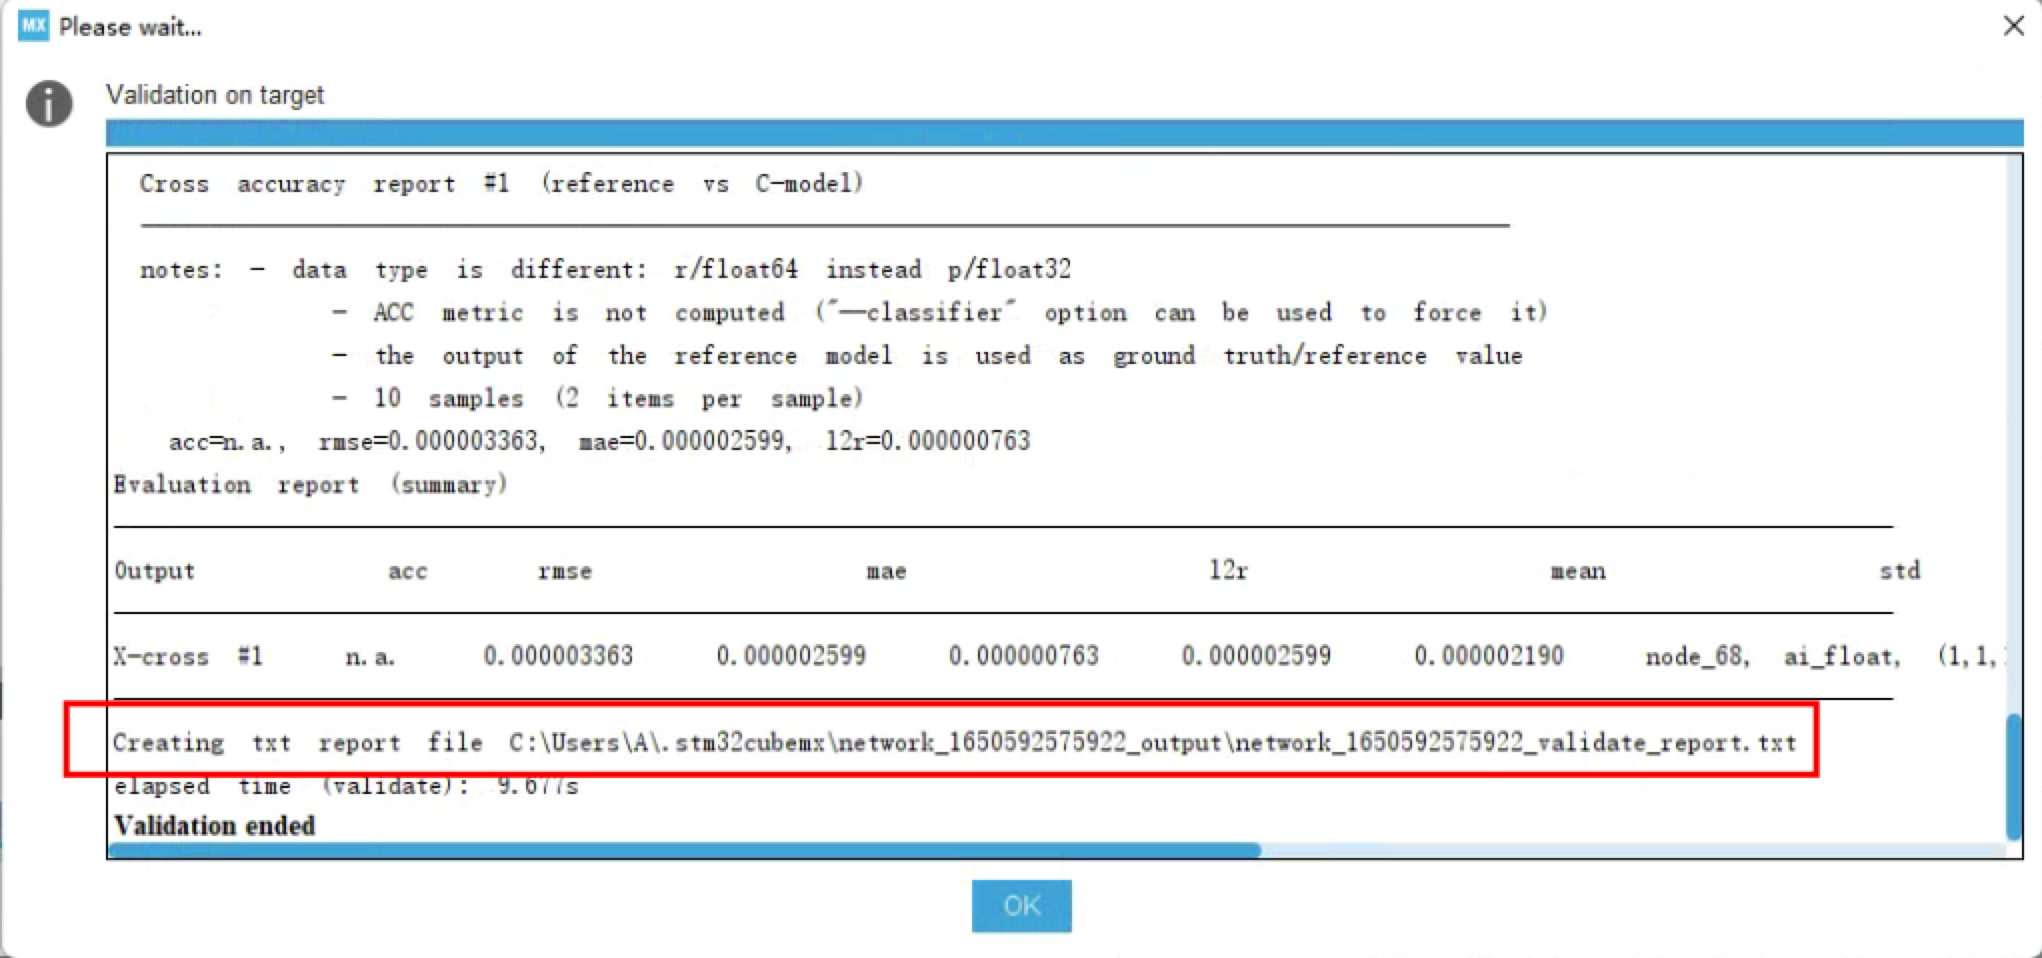 MX Please wait...
Validation on target
Cross accuracy report #1 (reference vs C-model)
notes: - data type is different: r/float64 instead p/float32
- ACC metric is not computed ("--classifier" option can be used to force it)
- the output of the reference model is used as ground truth/reference value
- 10 samples (2 items per sample)
acc=n.a., rmse=0.000003363, mae=0.000002599, l2r=0.000000763
Evaluation report (summary)
Output acc rmse mae l2r mean std
X-cross #1 n.a. 0.000003363 0.000002599 0.000000763 0.000002599 0.000002190 node_68, ai_float, (1,1,
Creating txt report file C:\Users\A\.stm32cubemx\network_1650592575922_output\network_1650592575922_validate_report.txt
elapsed time (validate): 9.677s
Validation ended
OK